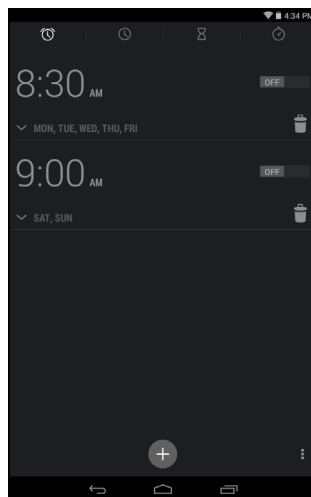 4:34 PM
8:30 AM
OFF
MON, TUE, WED, THU, FRI
9:00 AM
OFF
SAT, SUN